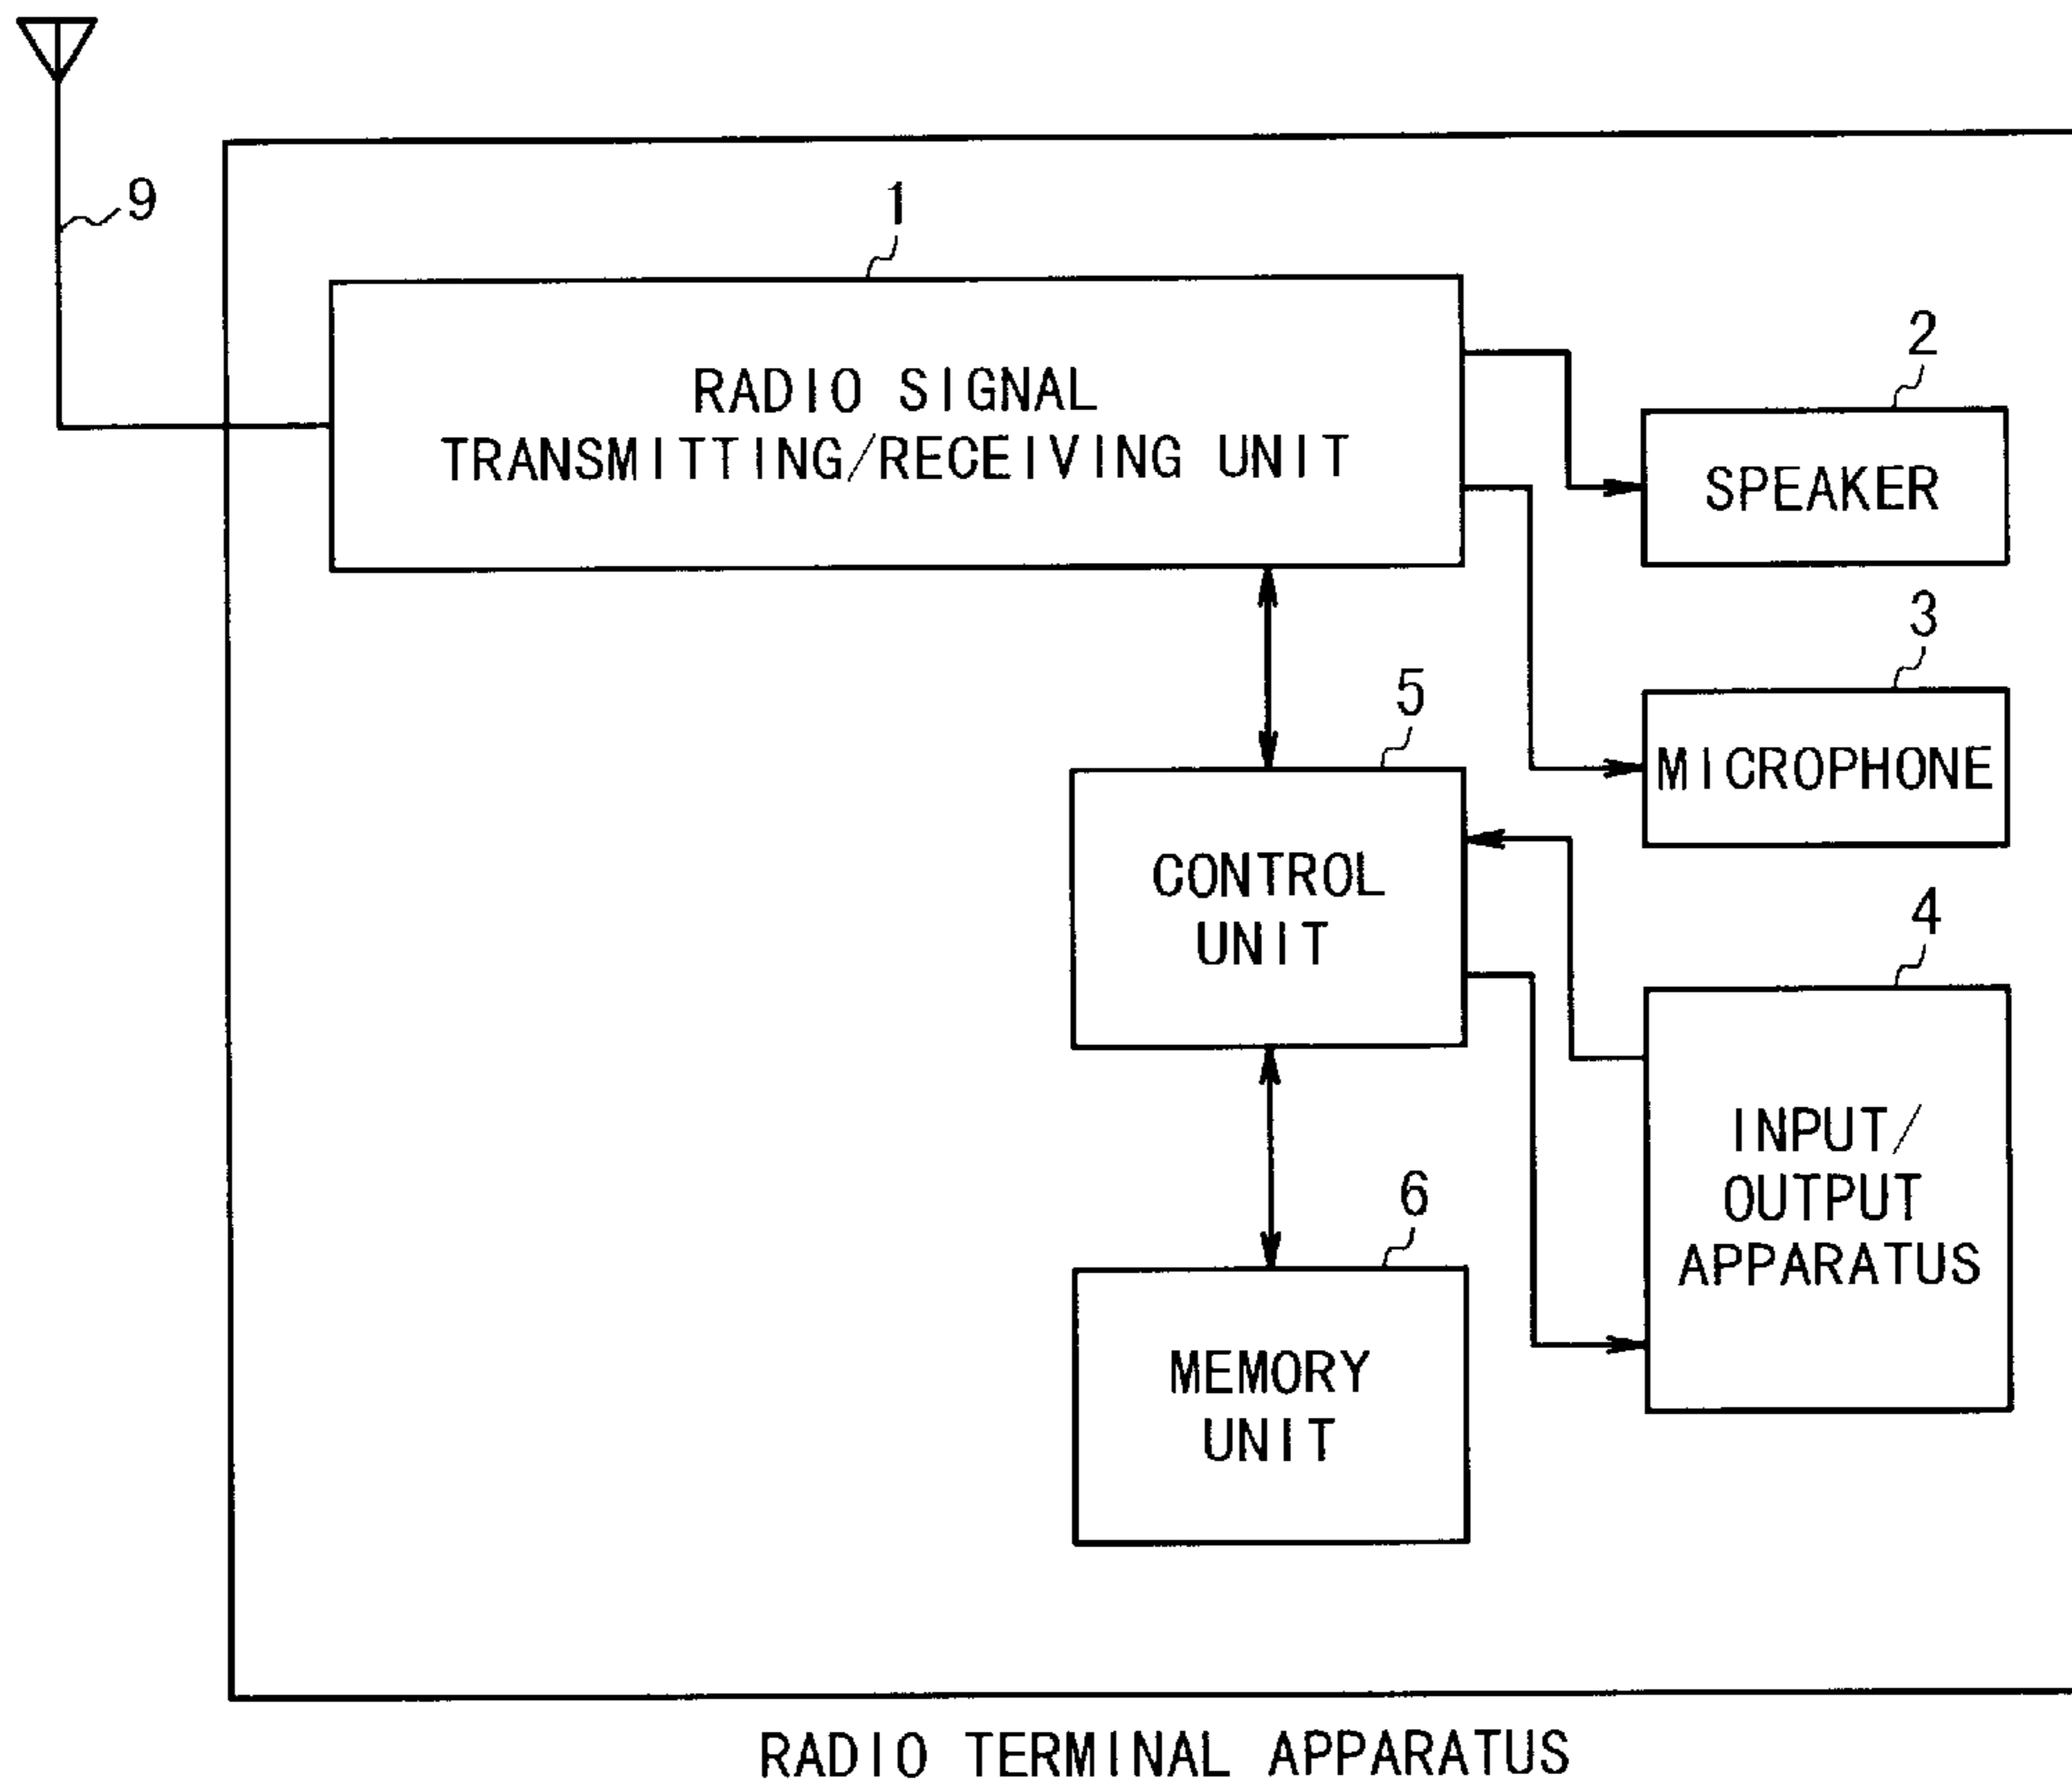 9
1
RADIO SIGNAL
TRANSMITTING/RECEIVING UNIT
2
SPEAKER
3
MICROPHONE
5
CONTROL
UNIT
4
INPUT/
OUTPUT
APPARATUS
6
MEMORY
UNIT
RADIO TERMINAL APPARATUS